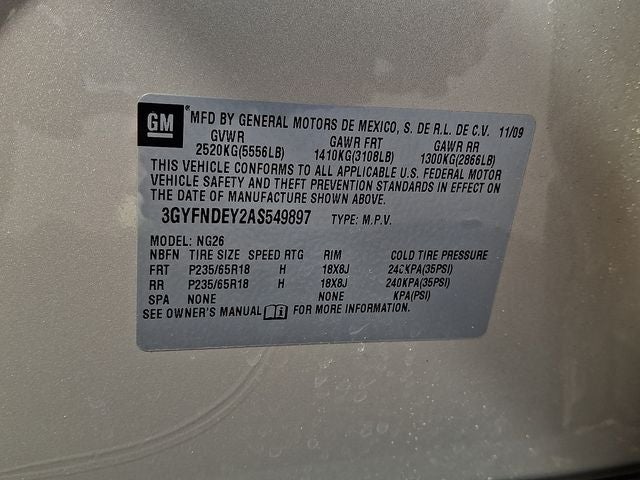 GM ® MFD BY GENERAL MOTORS DE MEXICO, S. DE R.L. DE C.V. 11/09
GVWR GAWR FRT GAWR RR
2520KG(5556LB) 1410KG(3108LB) 1300KG(2866LB)
THIS VEHICLE CONFORMS TO ALL APPLICABLE U.S. FEDERAL MOTOR
VEHICLE SAFETY AND THEFT PREVENTION STANDARDS IN EFFECT ON
THE DATE OF MANUFACTURE SHOWN ABOVE.
3GYFNDEY2AS549897 TYPE: M.P.V.
MODEL: NG26
NBFN TIRE SIZE SPEED RTG RIM COLD TIRE PRESSURE
FRT P235/65R18 H 18X8J 240KPA(35PSI)
RR P235/65R18 H 18X8J 240KPA(35PSI)
SPA NONE NONE KPA(PSI)
SEE OWNER'S MANUAL FOR MORE INFORMATION.